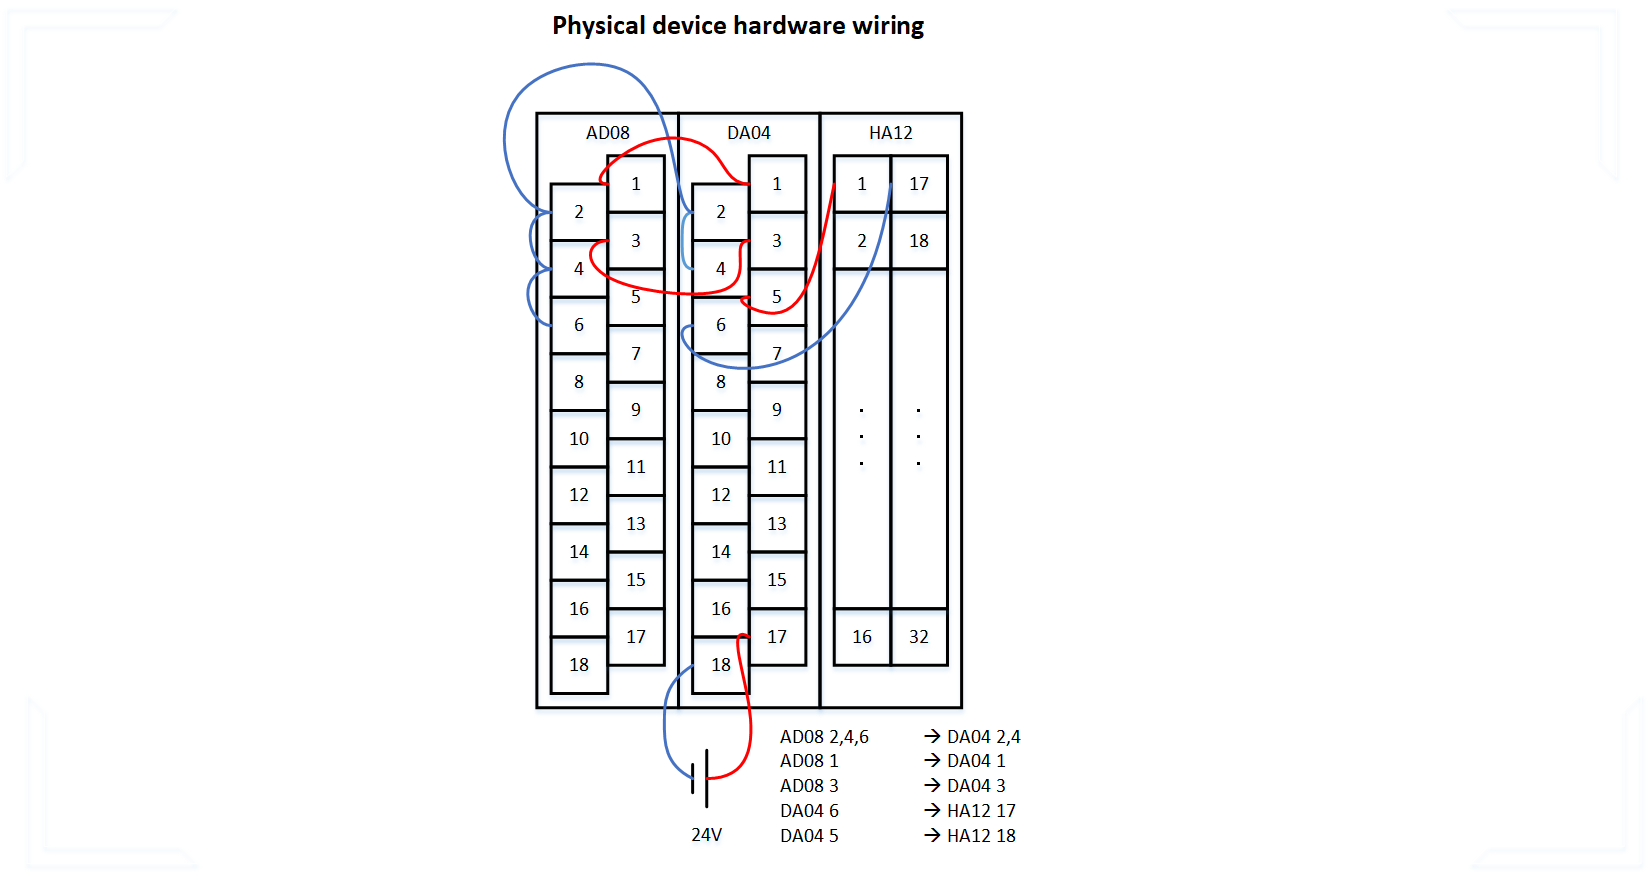 Physical device hardware wiring
AD08 DA04 HA12
1 1 1 17
2 2
3 3 2 18
4 4
5 5
6 6
7 7
8 8
9 9 . .
10 10 . .
11 11 . .
12 12
13 13
14 14
15 15
16 16
17 17 16 32
18 18
AD08 2,4,6 → DA04 2,4
AD08 1 → DA04 1
AD08 3 → DA04 3
DA04 6 → HA12 17
24V DA04 5 → HA12 18